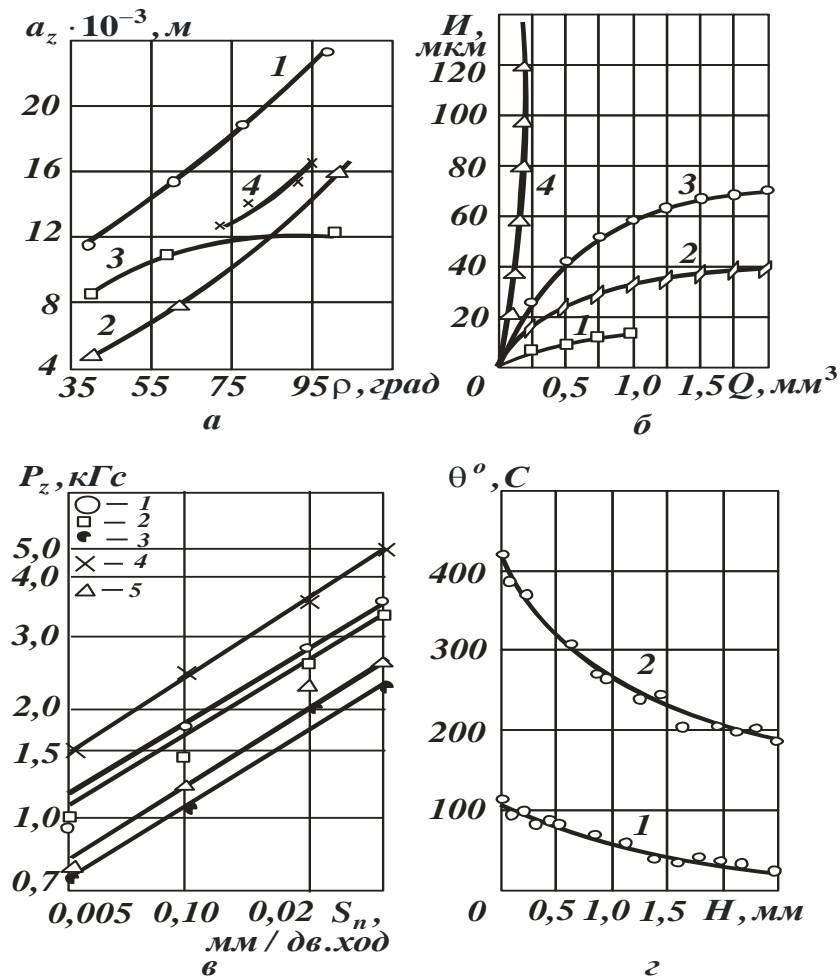 a_z · 10⁻³, м
20
16
12
8
4
35 55 75 95 ρ, град
1
4
3
2
а
И,
мкм
120
100
80
60
40
20
0
0,5 1,0 1,5 Q, мм³
4
3
2
1
б
P_z, кГс
1
2
3
4
5
5,0
4,0
3,0
2,0
1,5
1,0
0,7
0,005 0,10 0,02 S_n,
мм / дв.ход
в
θ°, С
400
300
200
100
0
0,5 1,0 1,5 H, мм
2
1
г